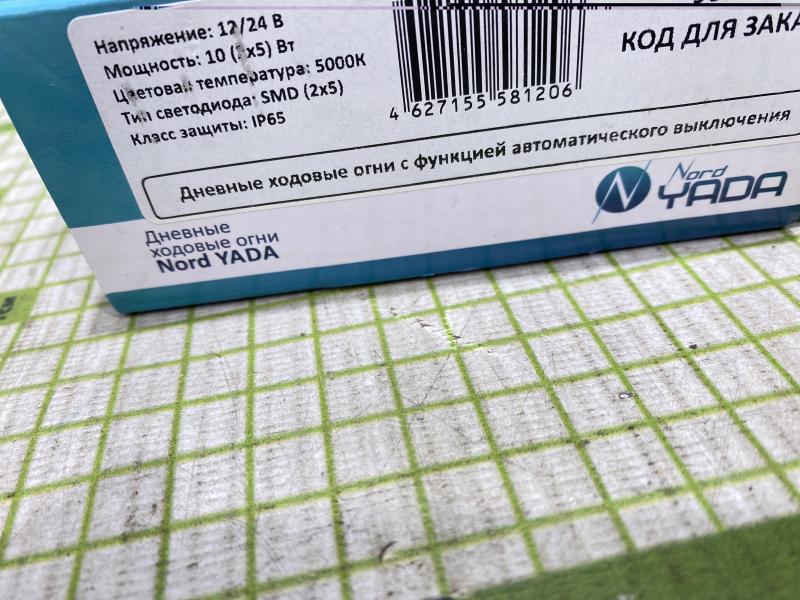 Напряжение: 12/24 В
Мощность: 10 (2x5) Вт
Цветовая температура: 5000К
Тип светодиода: SMD (2x5)
Класс защиты: IP65
4 627155 581206
КОД ДЛЯ ЗАКА
Дневные ходовые огни с функцией автоматического выключения
Nord
YADA
Дневные
ходовые огни
Nord YADA